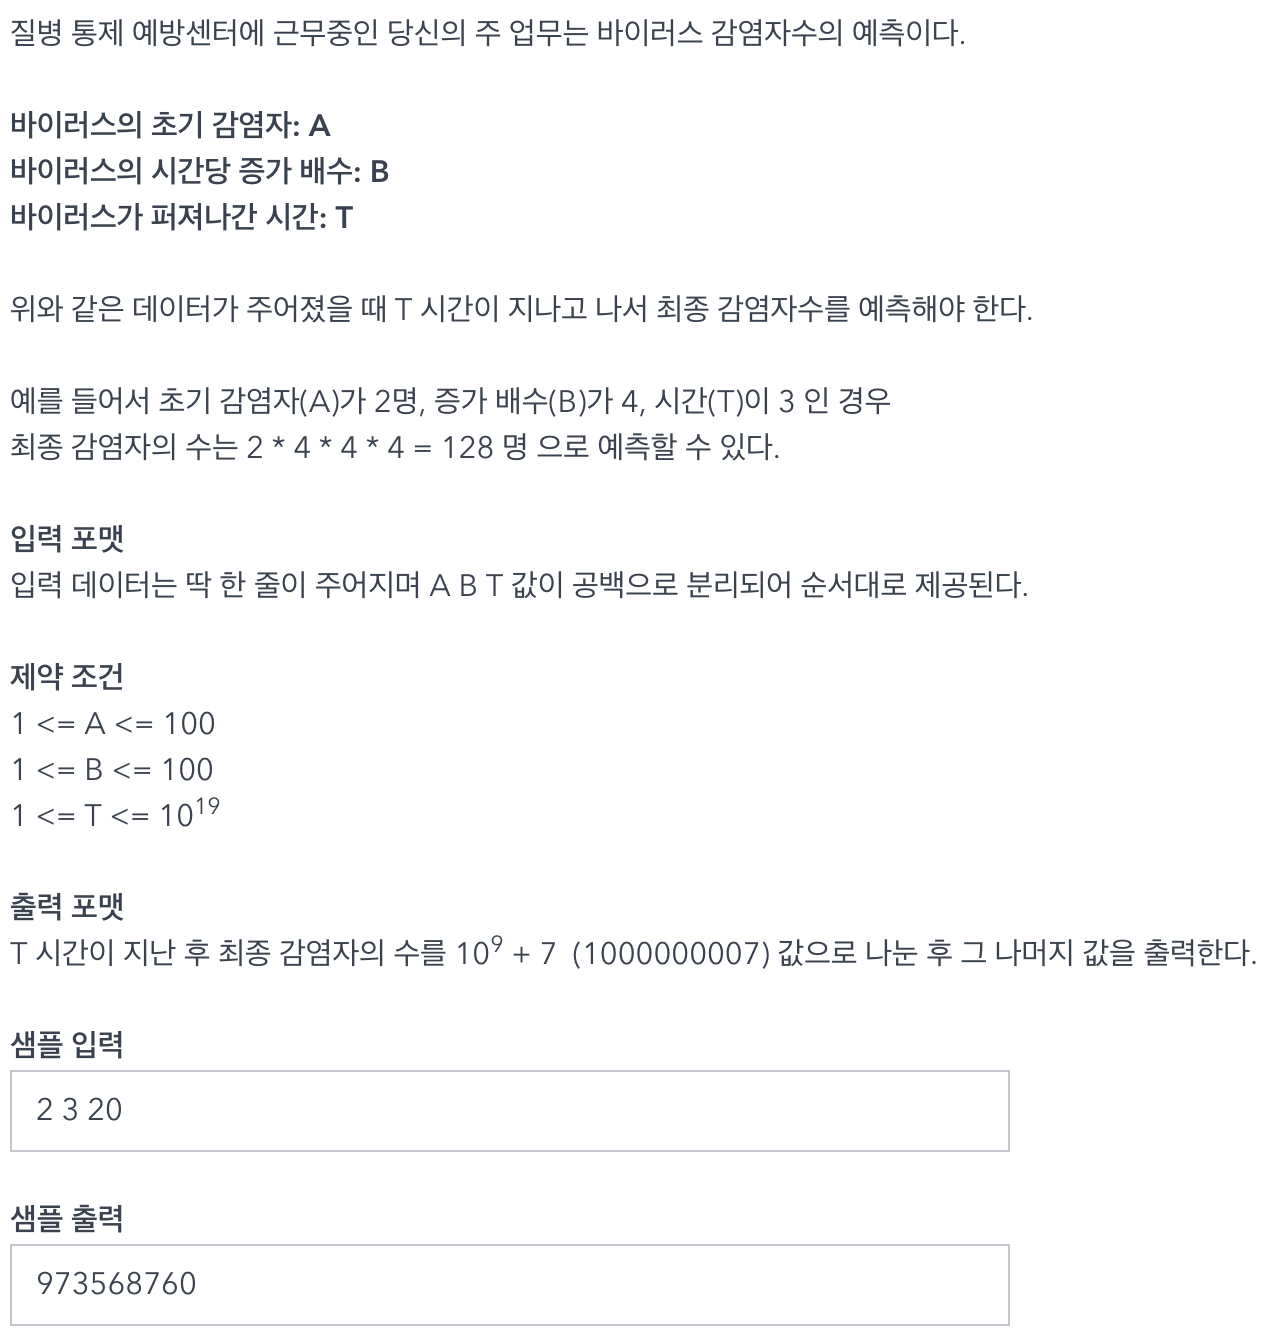 질병 통제 예방센터에 근무중인 당신의 주 업무는 바이러스 감염자수의 예측이다.
바이러스의 초기 감염자: A
바이러스의 시간당 증가 배수: B
바이러스가 퍼져나간 시간: T
위와 같은 데이터가 주어졌을 때 T 시간이 지나고 나서 최종 감염자수를 예측해야 한다.
예를 들어서 초기 감염자(A)가 2명, 증가 배수(B)가 4, 시간(T)이 3 인 경우
최종 감염자의 수는 2 * 4 * 4 * 4 = 128 명 으로 예측할 수 있다.
입력 포맷
입력 데이터는 딱 한 줄이 주어지며 A B T 값이 공백으로 분리되어 순서대로 제공된다.
제약 조건
1 <= A <= 100
1 <= B <= 100
1 <= T <= 10¹⁹
출력 포맷
T 시간이 지난 후 최종 감염자의 수를 10⁹ + 7 (1000000007) 값으로 나눈 후 그 나머지 값을 출력한다.
샘플 입력
2 3 20
샘플 출력
973568760